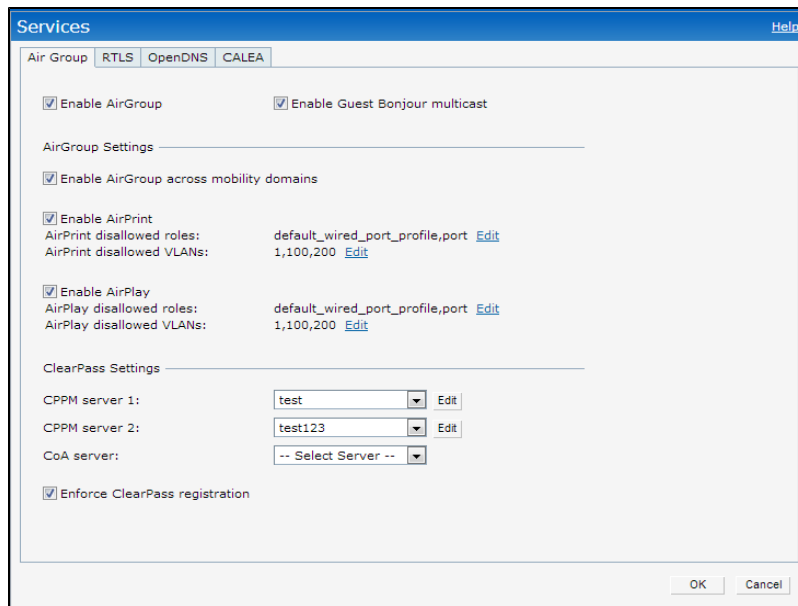 Services
Help
Air Group RTLS OpenDNS CALEA
Enable AirGroup Enable Guest Bonjour multicast
AirGroup Settings
Enable AirGroup across mobility domains
Enable AirPrint
AirPrint disallowed roles: default_wired_port_profile,port Edit
AirPrint disallowed VLANs: 1,100,200 Edit
Enable AirPlay
AirPlay disallowed roles: default_wired_port_profile,port Edit
AirPlay disallowed VLANs: 1,100,200 Edit
ClearPass Settings
CPPM server 1: test Edit
CPPM server 2: test123 Edit
CoA server: -- Select Server --
Enforce ClearPass registration
OK Cancel